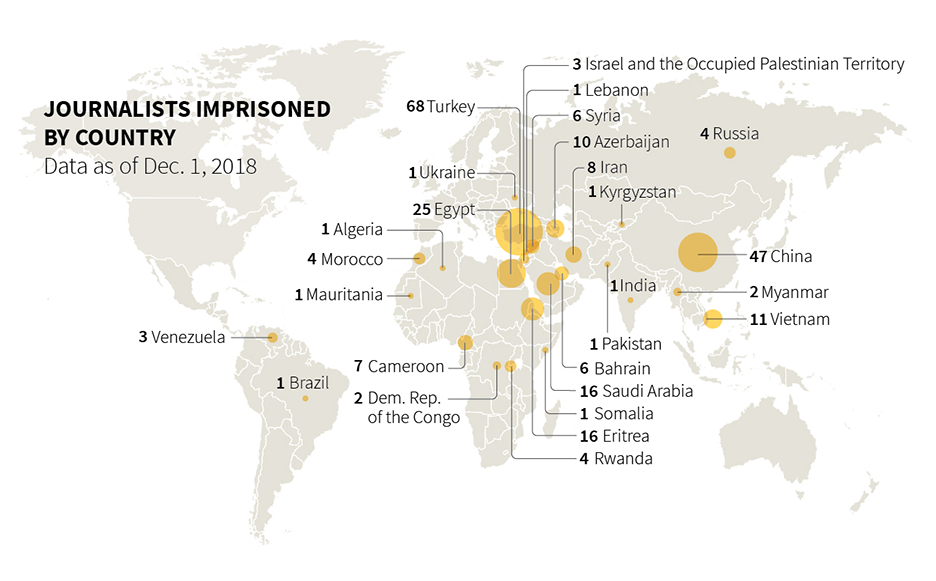 JOURNALISTS IMPRISONED
BY COUNTRY
Data as of Dec. 1, 2018
3 Israel and the Occupied Palestinian Territory
1 Lebanon
68 Turkey
6 Syria
4 Russia
10 Azerbaijan
8 Iran
1 Ukraine
1 Kyrgyzstan
25 Egypt
1 Algeria
4 Morocco
47 China
1 India
2 Myanmar
1 Mauritania
11 Vietnam
3 Venezuela
1 Pakistan
7 Cameroon
6 Bahrain
1 Brazil
16 Saudi Arabia
2 Dem. Rep.
of the Congo
1 Somalia
16 Eritrea
4 Rwanda